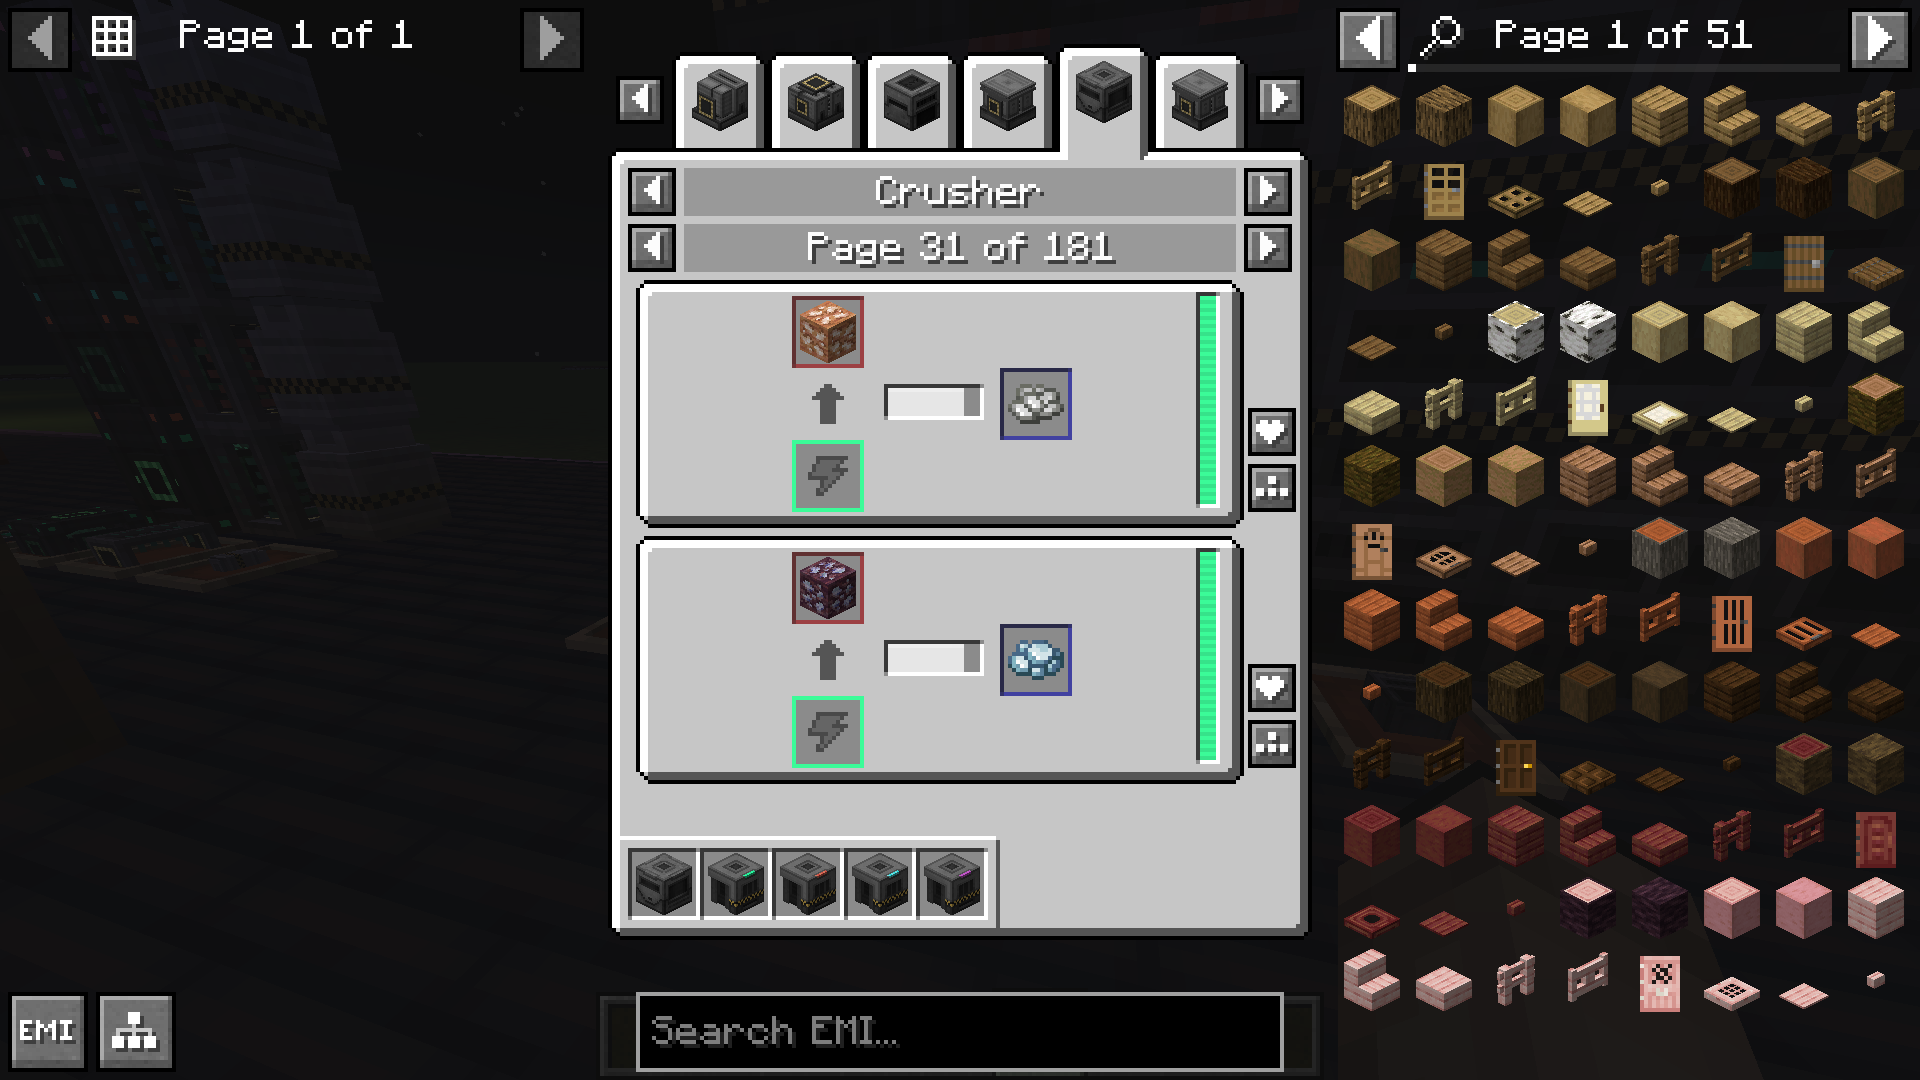 Page 1 of 1
Page 1 of 51
Crusher
Page 31 of 181
EMI
Search EMI...